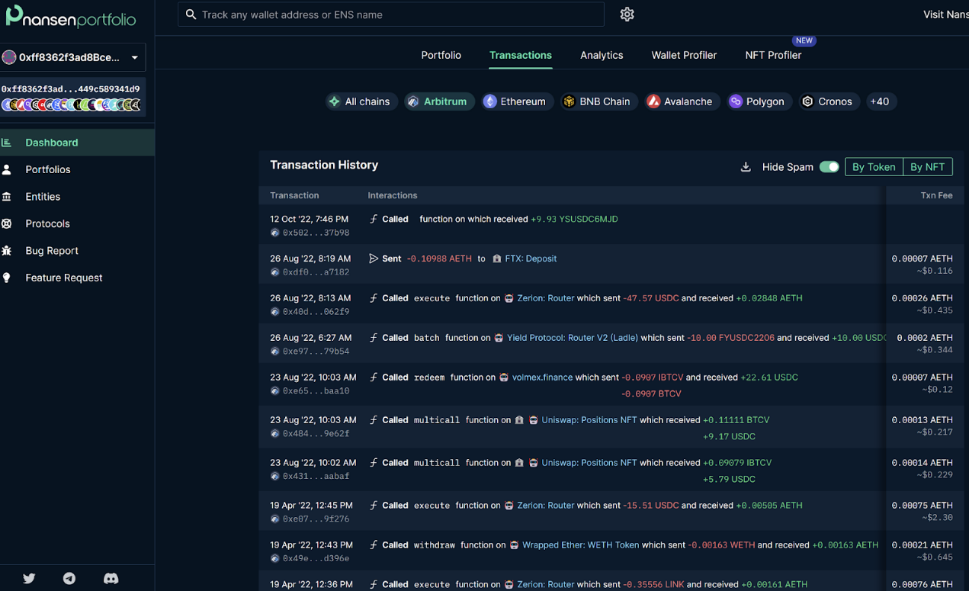 nansenportfolio
Track any wallet address or ENS name
Visit Nans
0xff8362f3ad8Bce...
0xff8362f3ad...449c589341d9
Dashboard
Portfolios
Entities
Protocols
Bug Report
Feature Request
NEW
Portfolio Transactions Analytics Wallet Profiler NFT Profiler
All chains Arbitrum Ethereum BNB Chain Avalanche Polygon Cronos +40
Transaction History Hide Spam By Token By NFT
Transaction Interactions Txn Fee
12 Oct '22, 7:46 PM Called function on which received +9.93 YSUSDC6MJD
0x502...37b98
26 Aug '22, 8:19 AM Sent -0.10988 AETH to FTX: Deposit 0.00007 AETH
0xdf0...a7182 ~$0.116
26 Aug '22, 8:13 AM Called execute function on Zerion: Router which sent -47.57 USDC and received +0.02848 AETH 0.00026 AETH
0x40d...062f9 ~$0.435
26 Aug '22, 6:27 AM Called batch function on Yield Protocol: Router V2 (Ladle) which sent -10.00 FYUSDC2206 and received +10.00 USDC 0.0002 AETH
0xe97...79b54 ~$0.344
23 Aug '22, 10:03 AM Called redeem function on volmex.finance which sent -0.0907 IBTCV and received +22.61 USDC 0.00007 AETH
0xe65...baa10 -0.0907 BTCV ~$0.12
23 Aug '22, 10:03 AM Called multicall function on Uniswap: Positions NFT which received +0.11111 BTCV 0.00013 AETH
0x484...9e62f +9.17 USDC ~$0.217
23 Aug '22, 10:02 AM Called multicall function on Uniswap: Positions NFT which received +0.09079 IBTCV 0.00014 AETH
0x431...aabaf +5.79 USDC ~$0.229
19 Apr '22, 12:45 PM Called execute function on Zerion: Router which sent -15.51 USDC and received +0.00505 AETH 0.00075 AETH
0xe07...9f276 ~$2.30
19 Apr '22, 12:43 PM Called withdraw function on Wrapped Ether: WETH Token which sent -0.00163 WETH and received +0.00163 AETH 0.00021 AETH
0x49e...d396e ~$0.645
19 Apr '22, 12:36 PM Called execute function on Zerion: Router which sent -0.35556 LINK and received +0.00161 AETH 0.00076 AETH